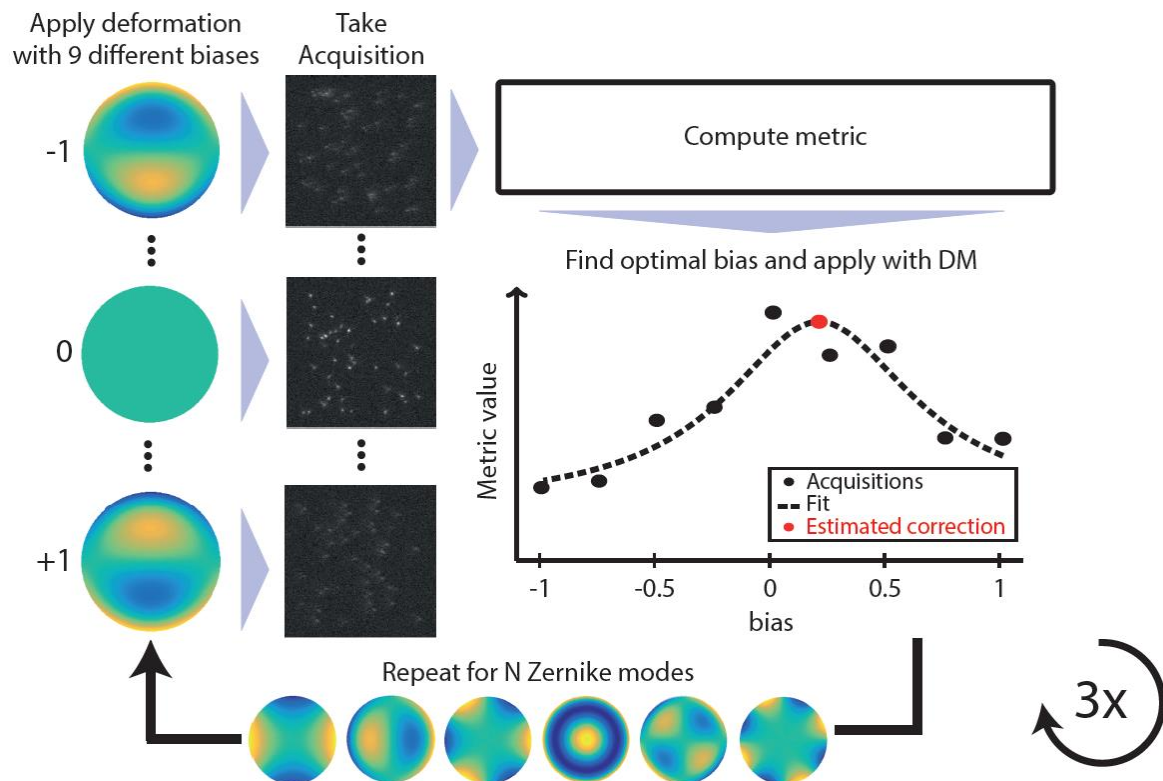 Apply deformation
with 9 different biases
Take
Acquisition
-1
0
+1
Compute metric
Find optimal bias and apply with DM
Metric value
Acquisitions
Fit
Estimated correction
-1
-0.5
0
0.5
1
bias
Repeat for N Zernike modes
3x